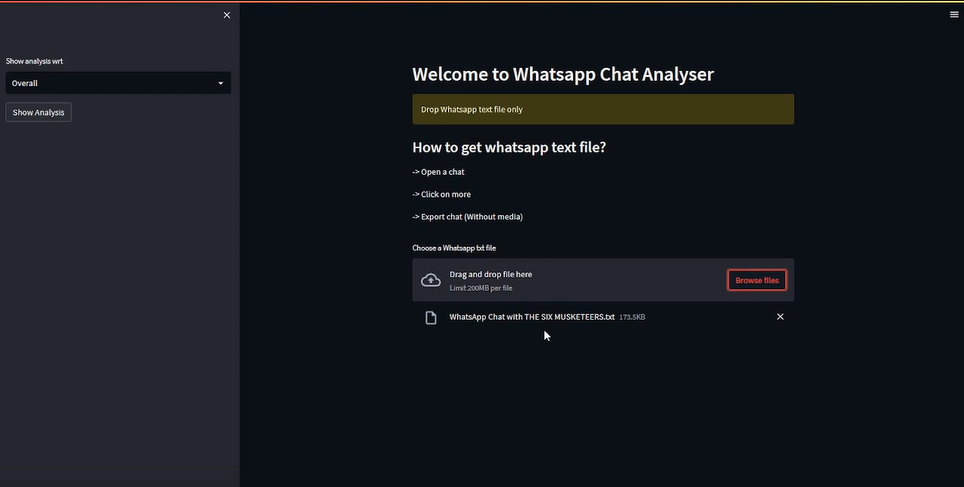 Show analysis wrt
Overall
Show Analysis
Welcome to Whatsapp Chat Analyser
Drop Whatsapp text file only
How to get whatsapp text file?
-> Open a chat
-> Click on more
-> Export chat (Without media)
Choose a Whatsapp txt file
Drag and drop file here
Limit 200MB per file
Browse files
WhatsApp Chat with THE SIX MUSKETEERS.txt 173.5KB